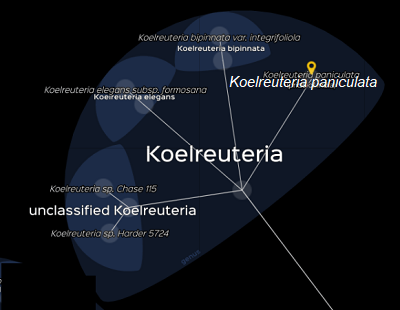 Koelreuteria bipinnata var. integrifoliola
Koelreuteria bipinnata
Koelreuteria paniculata
Koelreuteria paniculata
Koelreuteria elegans subsp. formosana
Koelreuteria elegans
Koelreuteria
Koelreuteria sp. Chase 115
unclassified Koelreuteria
Koelreuteria sp. Harder 5724
genus